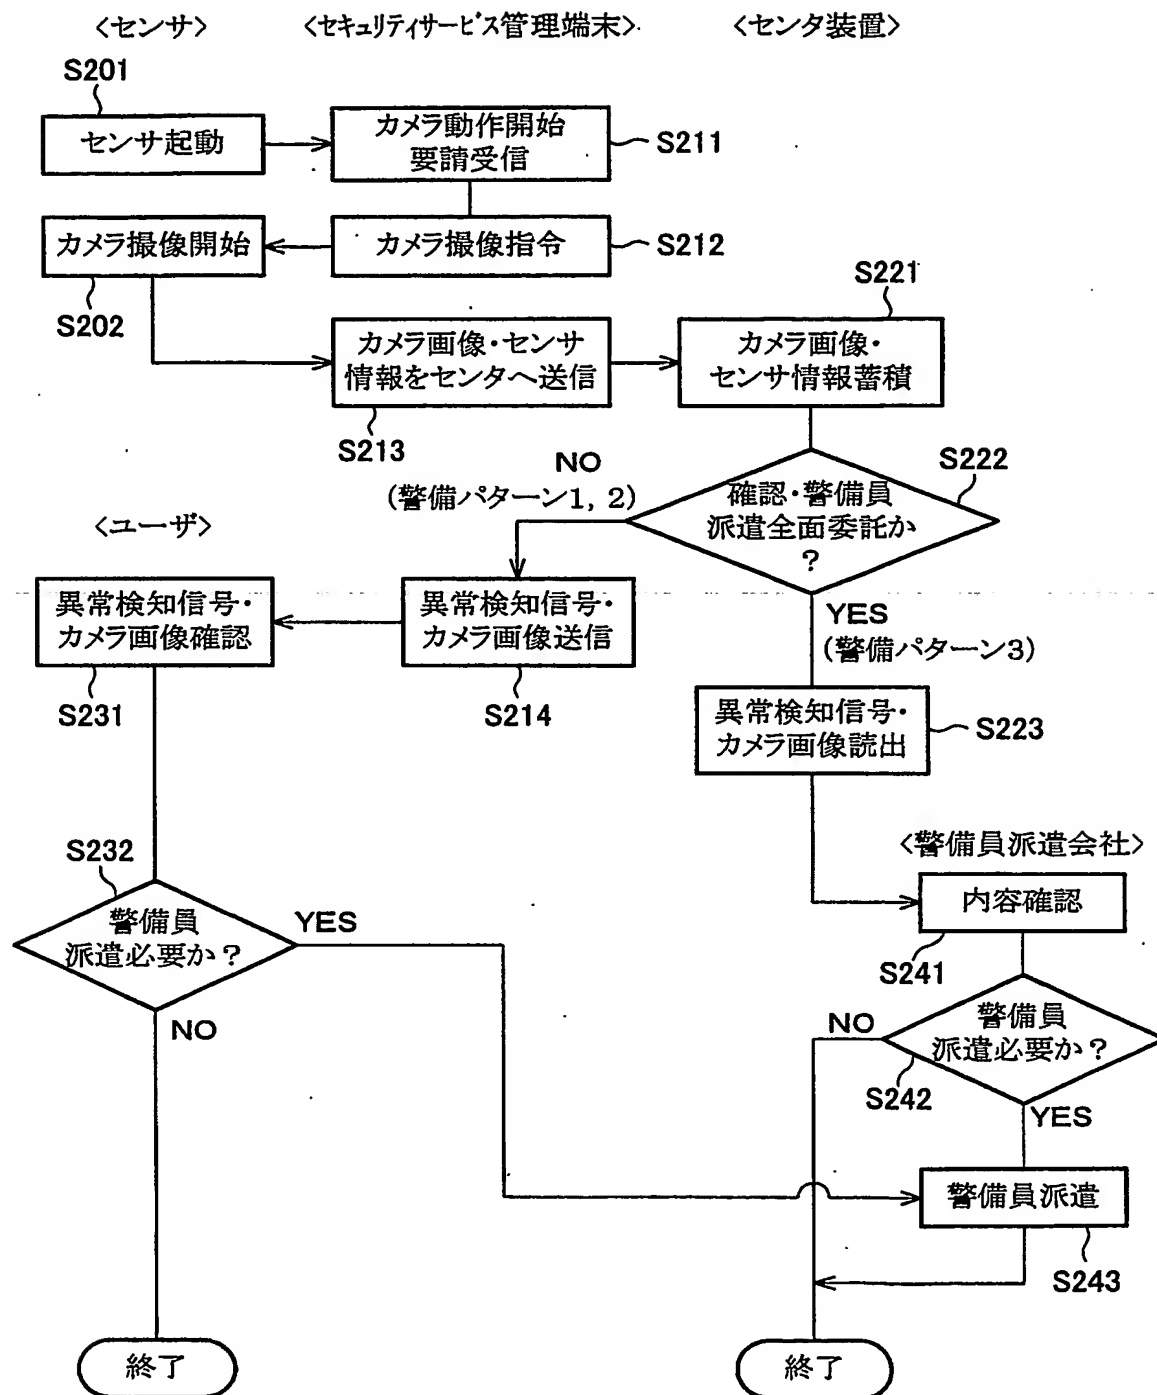 〈センサ〉
〈セキュリティサービス管理端末〉
〈センタ装置〉
S201
センサ起動
カメラ動作開始
要請受信
S211
カメラ撮像開始
カメラ撮像指令
S212
S202
S221
カメラ画像・センサ
情報をセンタへ送信
カメラ画像・
センサ情報蓄積
S213
NO
(警備パターン1, 2)
S222
確認・警備員
派遣全面委託か
?
〈ユーザ〉
異常検知信号・
カメラ画像確認
異常検知信号・
カメラ画像送信
YES
(警備パターン3)
S231
S214
異常検知信号・
カメラ画像読出
S223
S232
〈警備員派遣会社〉
警備員
派遣必要か?
YES
内容確認
S241
NO
NO
警備員
派遣必要か?
S242
YES
警備員派遣
S243
終了
終了